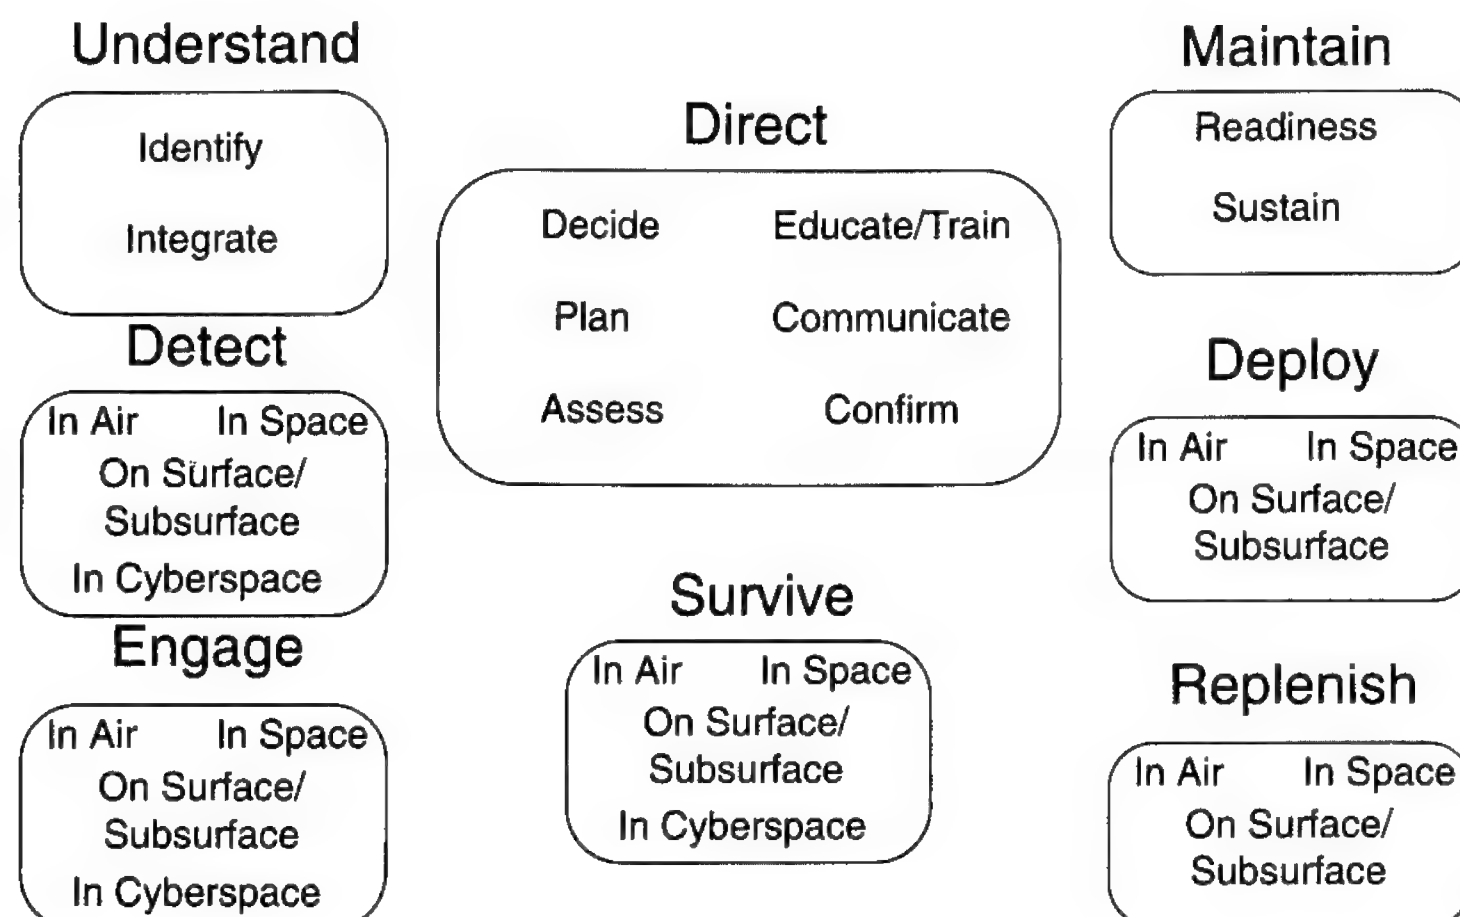 Understand
Identify
Integrate
Detect
In Air In Space
On Surface/
Subsurface
In Cyberspace
Engage
In Air In Space
On Surface/
Subsurface
In Cyberspace
Direct
Decide Educate/Train
Plan Communicate
Assess Confirm
Survive
In Air In Space
On Surface/
Subsurface
In Cyberspace
Maintain
Readiness
Sustain
Deploy
In Air In Space
On Surface/
Subsurface
Replenish
In Air In Space
On Surface/
Subsurface